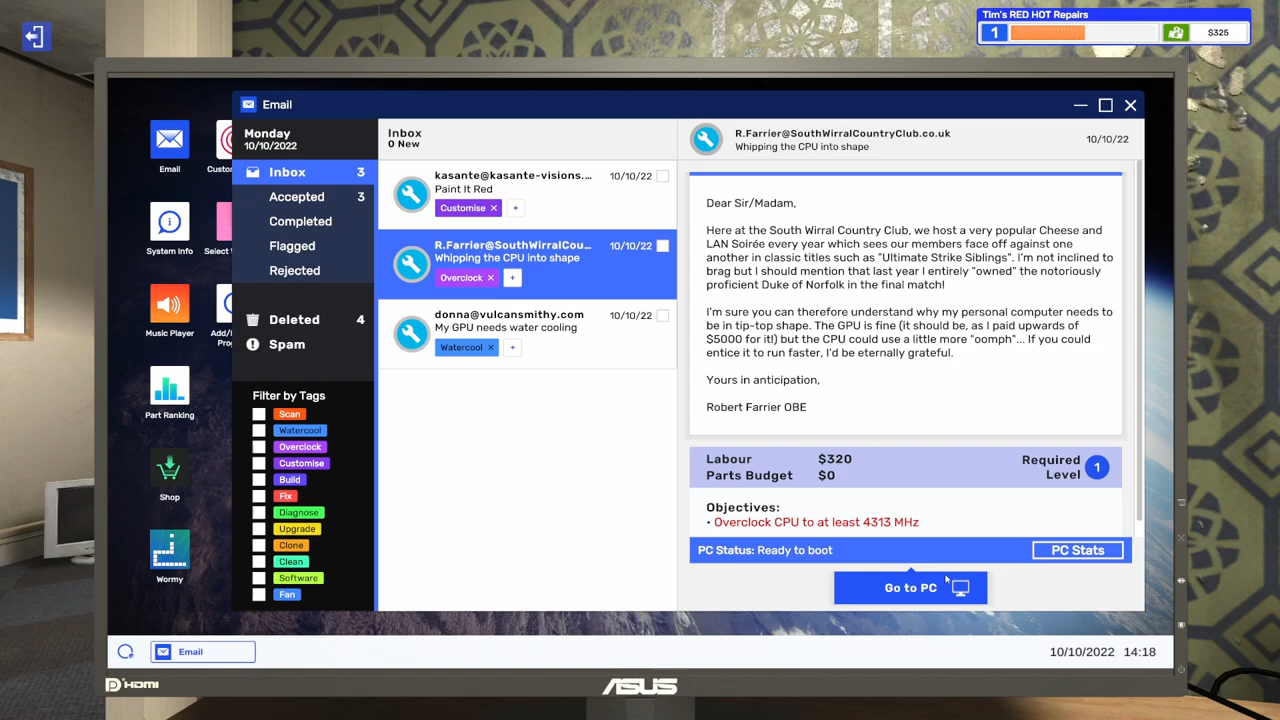 Tim's RED HOT Repairs
1
$325
Email
Monday
10/10/2022
Inbox 3
Accepted 3
Completed
Flagged
Rejected
Deleted 4
Spam
Filter by Tags
Scan
Watercool
Overclock
Customise
Build
Fix
Diagnose
Upgrade
Clone
Clean
Software
Fan
Inbox
0 New
kasante@kasante-visions.... 10/10/22
Paint It Red
Customise × +
R.Farrier@SouthWirralCou... 10/10/22
Whipping the CPU into shape
Overclock × +
donna@vulcansmithy.com 10/10/22
My GPU needs water cooling
Watercool × +
R.Farrier@SouthWirralCountryClub.co.uk 10/10/22
Whipping the CPU into shape
Dear Sir/Madam,
Here at the South Wirral Country Club, we host a very popular Cheese and
LAN Soirée every year which sees our members face off against one
another in classic titles such as "Ultimate Strike Siblings". I'm not inclined to
brag but I should mention that last year I entirely "owned" the notoriously
proficient Duke of Norfolk in the final match!
I'm sure you can therefore understand why my personal computer needs to
be in tip-top shape. The GPU is fine (it should be, as I paid upwards of
$5000 for it!) but the CPU could use a little more "oomph"... If you could
entice it to run faster, I'd be eternally grateful.
Yours in anticipation,
Robert Farrier OBE
Labour $320
Parts Budget $0
Required
Level 1
Objectives:
• Overclock CPU to at least 4313 MHz
PC Status: Ready to boot
PC Stats
Go to PC
Email
System Info
Music Player
Part Ranking
Shop
Wormy
Custo
Select
Add/
Prog
Email
10/10/2022 14:18
HDMI
ASUS